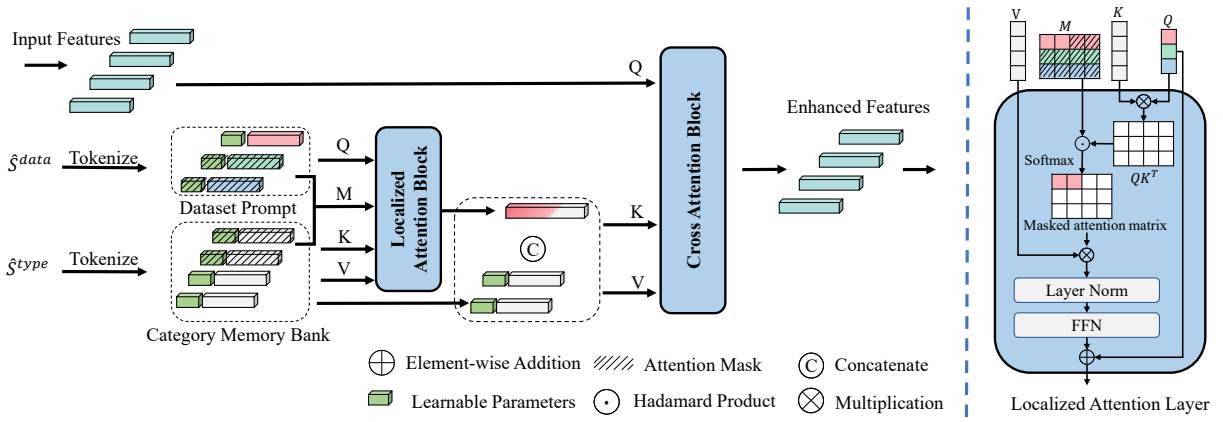 Input Features
Q
Enhanced Features
Ŝ^data
Tokenize
Dataset Prompt
Q
M
K
V
Localized
Attention Block
Ŝ^type
Tokenize
Category Memory Bank
C
K
V
Cross Attention Block
Element-wise Addition
Attention Mask
C Concatenate
Learnable Parameters
Hadamard Product
Multiplication
V
M
K
Q
Softmax
QK^T
Masked attention matrix
Layer Norm
FFN
Localized Attention Layer